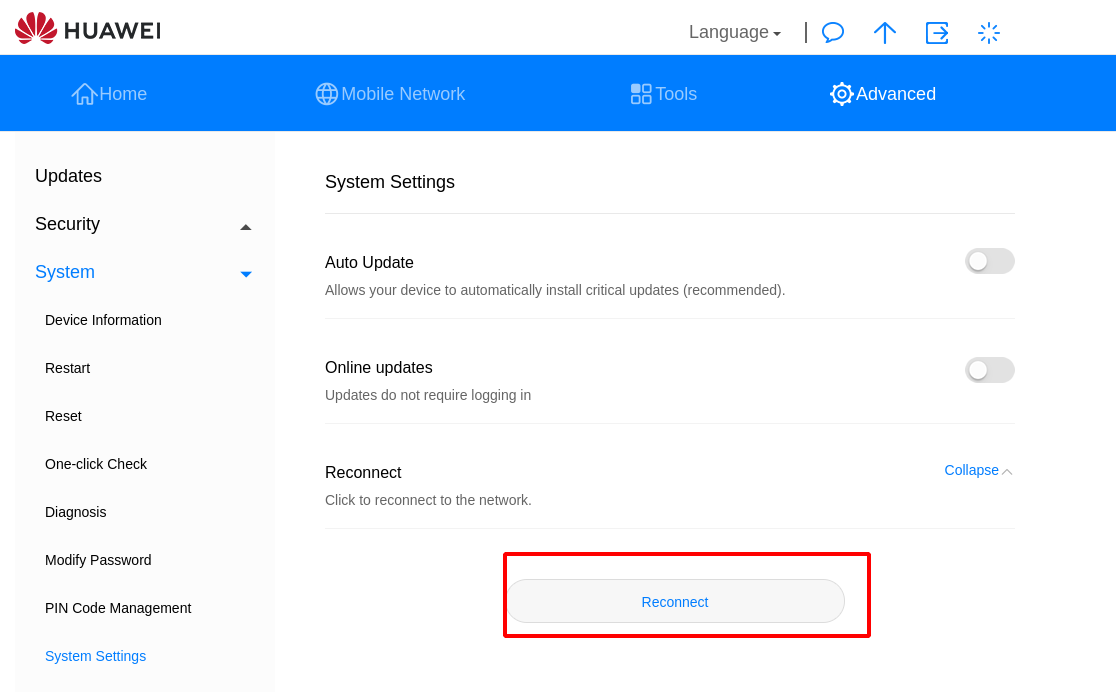 HUAWEI
Language
Home
Mobile Network
Tools
Advanced
Updates
Security
System
Device Information
Restart
Reset
One-click Check
Diagnosis
Modify Password
PIN Code Management
System Settings
System Settings
Auto Update
Allows your device to automatically install critical updates (recommended).
Online updates
Updates do not require logging in
Reconnect
Collapse
Click to reconnect to the network.
Reconnect